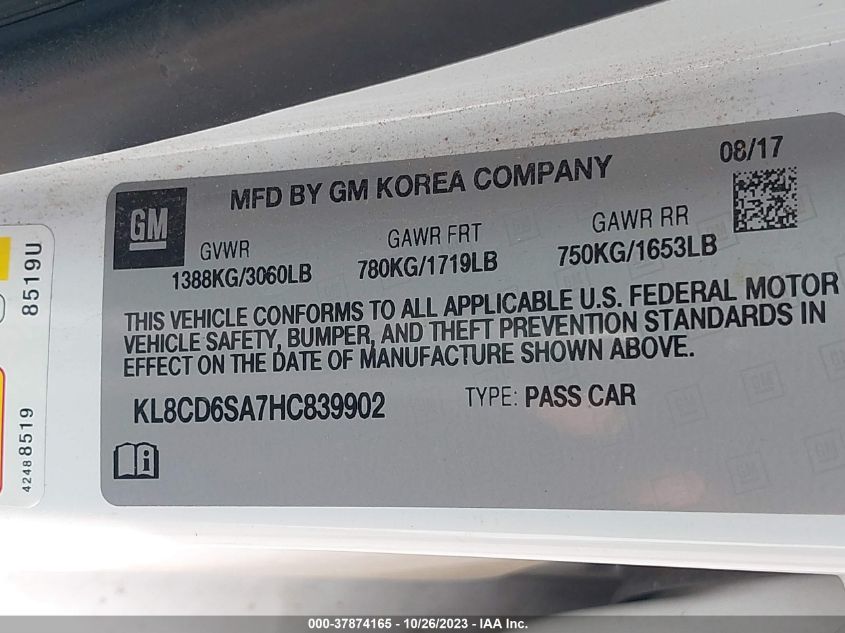 MFD BY GM KOREA COMPANY
08/17
GM
GVWR
GAWR FRT
GAWR RR
1388KG/3060LB
780KG/1719LB
750KG/1653LB
THIS VEHICLE CONFORMS TO ALL APPLICABLE U.S. FEDERAL MOTOR
VEHICLE SAFETY, BUMPER, AND THEFT PREVENTION STANDARDS IN
EFFECT ON THE DATE OF MANUFACTURE SHOWN ABOVE.
KL8CD6SA7HC839902
TYPE: PASS CAR
8519U
42488519
000-37874165 - 10/26/2023 - IAA Inc.